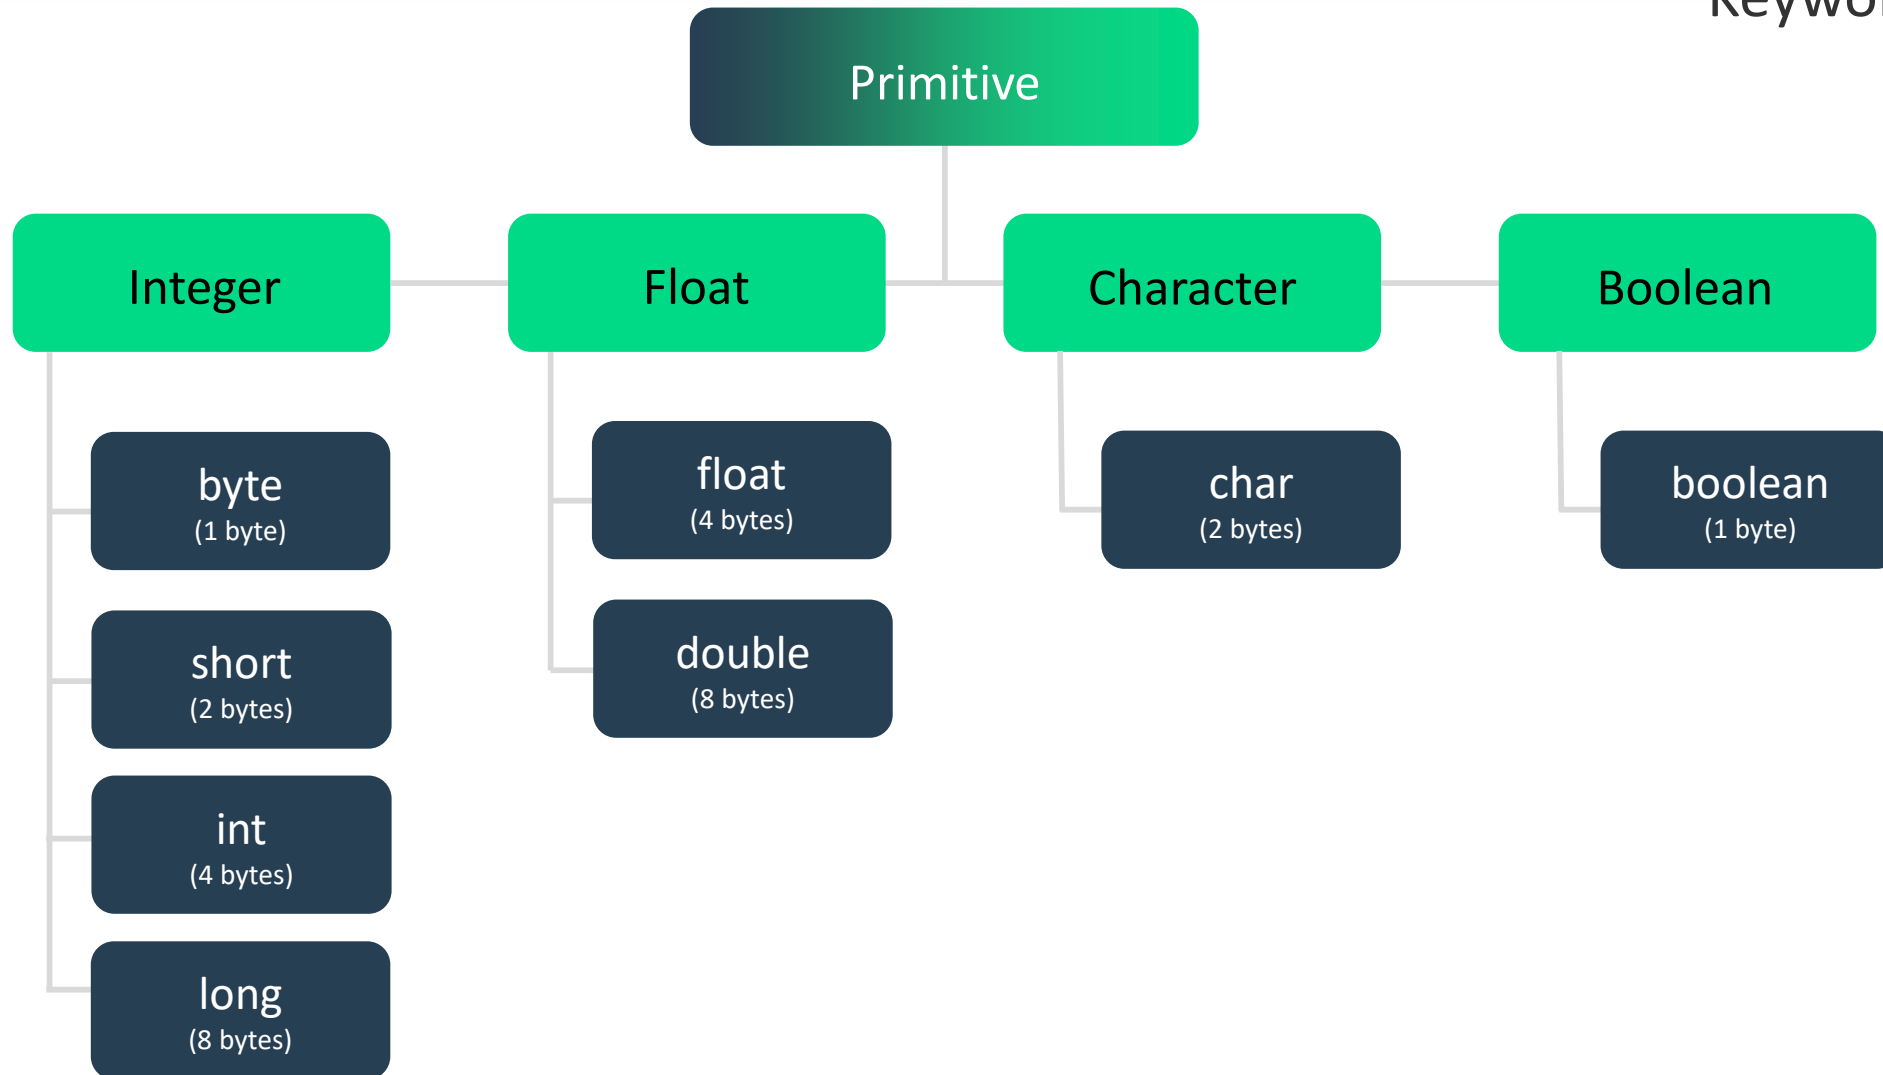 Primitive
Integer
Float
Character
Boolean
byte
(1 byte)
short
(2 bytes)
int
(4 bytes)
long
(8 bytes)
float
(4 bytes)
double
(8 bytes)
char
(2 bytes)
boolean
(1 byte)